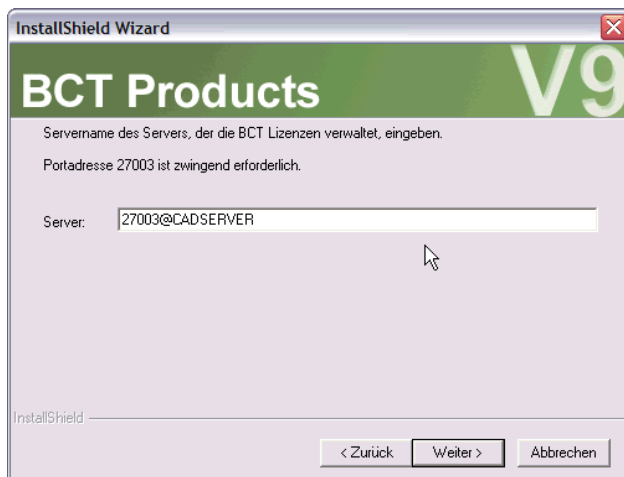 InstallShield Wizard
BCT Products V9
Servername des Servers, der die BCT Lizenzen verwaltet, eingeben.
Portadresse 27003 ist zwingend erforderlich.
Server: 27003@CADSERVER
InstallShield
< Zurück Weiter > Abbrechen